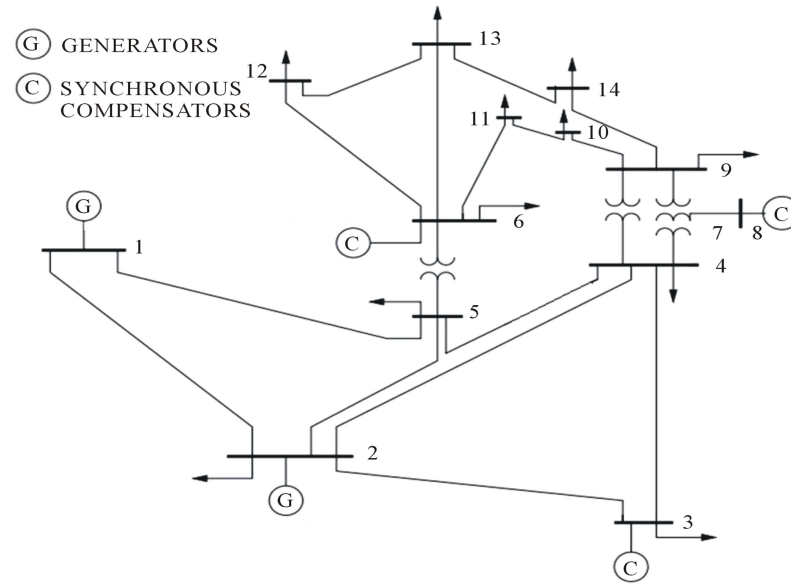 G GENERATORS
C SYNCHRONOUS
COMPENSATORS
13
12
14
11
10
9
G
6
C
7
8
C
1
4
5
2
G
3
C